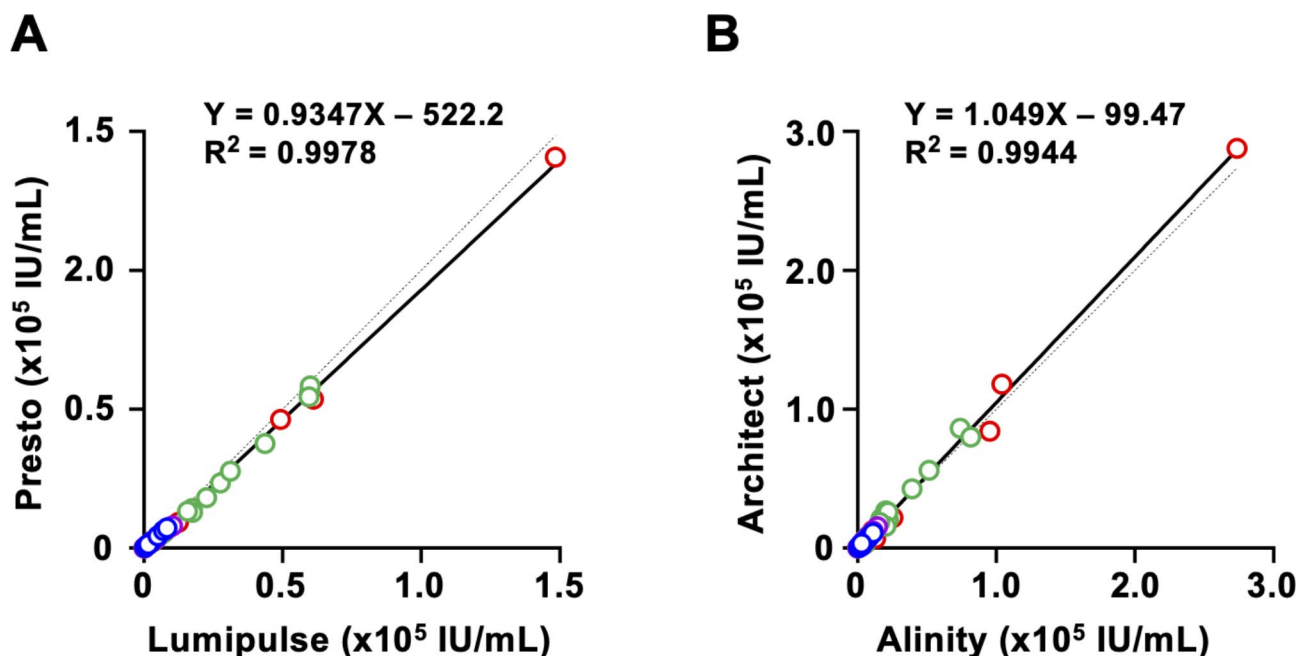 A
Y = 0.9347X – 522.2
R² = 0.9978
Presto (x10⁵ IU/mL)
1.5
2.0
0.5
0
0
0.5
1.0
1.5
Lumipulse (x10⁵ IU/mL)
B
Y = 1.049X – 99.47
R² = 0.9944
Architect (x10⁵ IU/mL)
3.0
2.0
1.0
0
0
1.0
2.0
3.0
Alinity (x10⁵ IU/mL)